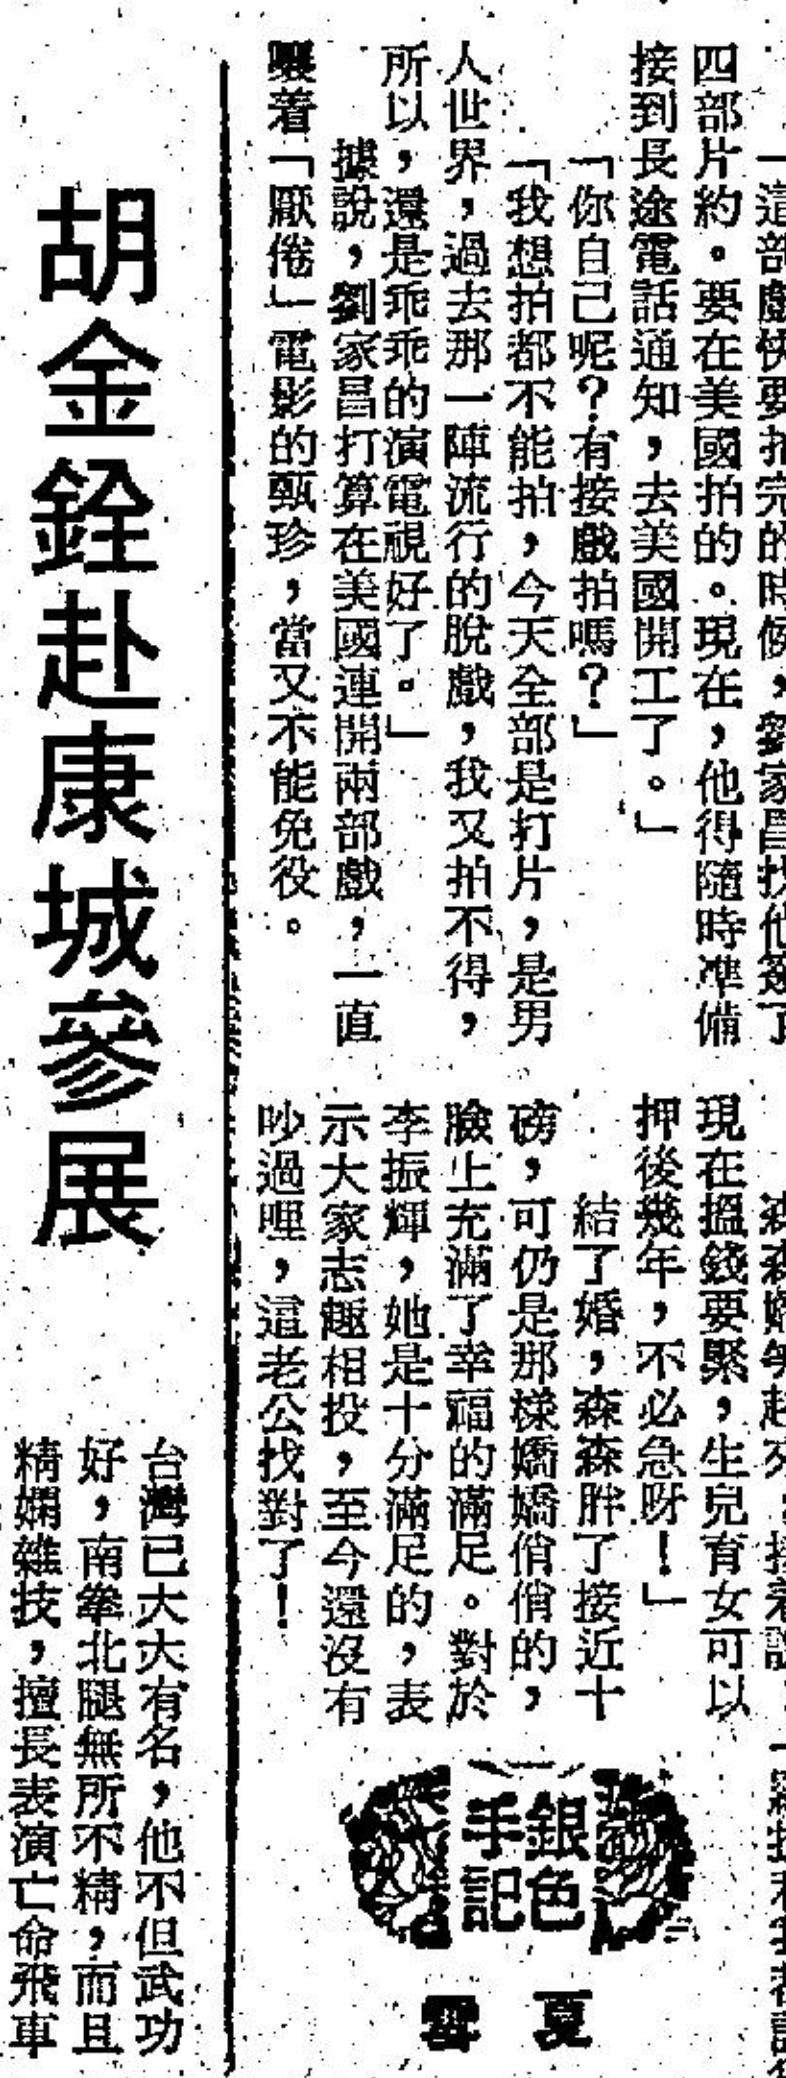 「這部戲快要拍完的時候，劉家昌找他簽了
四部片約。要在美國拍的。現在，他得隨時準備
接到長途電話通知，去美國開工了。」
「你自己呢？有接戲拍嗎？」
「我想拍都不能拍，今天全部是打片，是男
人世界，過去那一陣流行的脫戲，我又拍不得，
所以，還是乖乖的演電視好了。」
據說，劉家昌打算在美國連開兩部戲，一直
嚷着「厭倦」電影的甄珍，當又不能免役。
現在搵錢要緊，生兒育女可以
押後幾年，不必急呀！」
結了婚，森森胖了接近十
磅，可仍是那樣嬌嬌俏俏的，
臉上充滿了幸福的滿足。對於
李振輝，她是十分滿足的，表
示大家志趣相投，至今還沒有
吵過哩，這老公找對了！
銀色
手記
夏
雲
胡金銓赴康城參展
台灣已大大有名，他不但武功
好，南拳北腿無所不精，而且
精嫻雜技，擅長表演亡命飛車